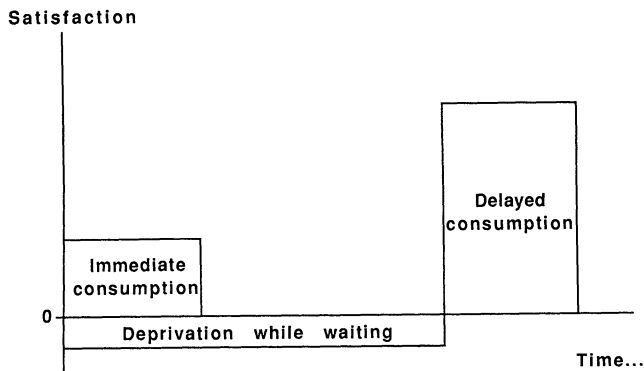 Satisfaction
Delayed
consumption
Immediate
consumption
0
Deprivation while waiting
Time...